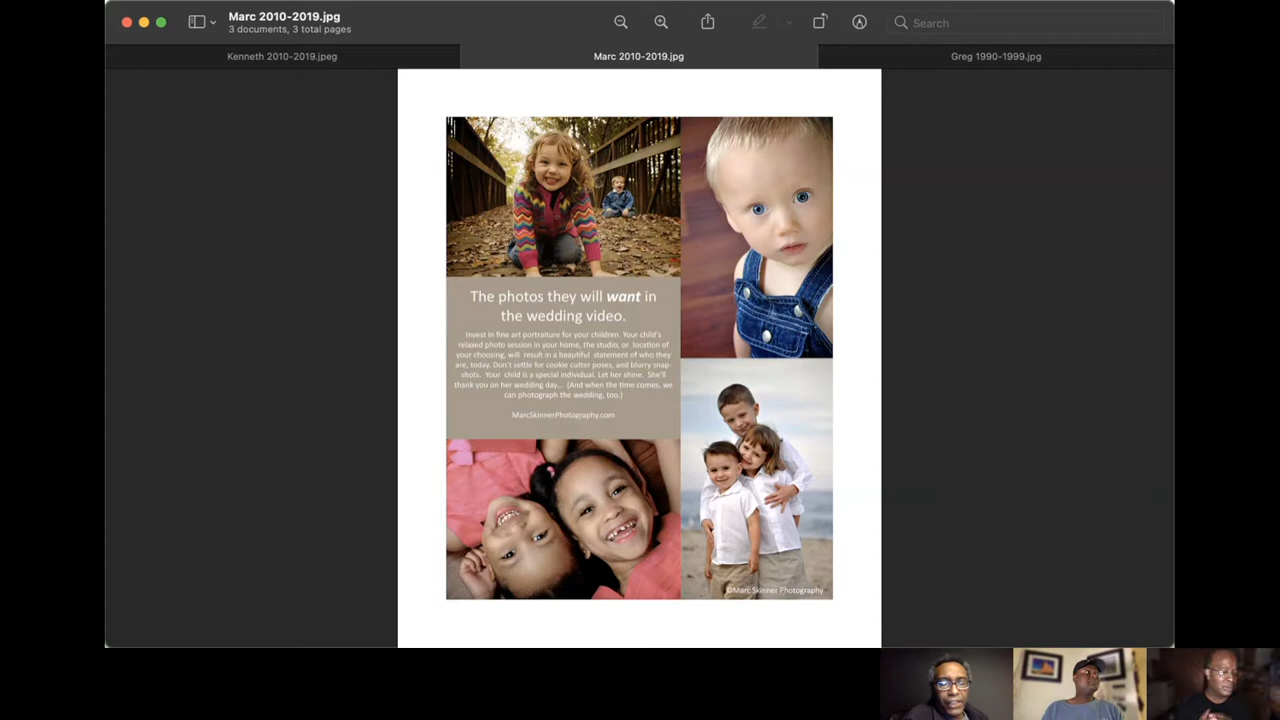 Marc 2010-2019.jpg
3 documents, 3 total pages
Search
Kenneth 2010-2019.jpeg
Marc 2010-2019.jpg
Greg 1990-1999.jpg
The photos they will want in
the wedding video.
Invest in fine art portraiture for your children. Your child's
relaxed photo session in your home, the studio, or location of
your choosing, will result in a beautiful statement of who they
are, today. Don't settle for cookie cutter poses, and blurry snap-
shots. Your child is a special individual. Let her shine. She'll
thank you on her wedding day... (And when the time comes, we
can photograph the wedding, too.)
MarcSkinnerPhotography.com
©Marc Skinner Photography